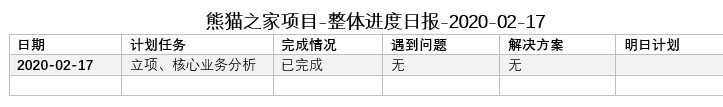 熊猫之家项目-整体进度日报-2020-02-17
日期 计划任务 完成情况 遇到问题 解决方案 明日计划
2020-02-17 立项、核心业务分析 已完成 无 无